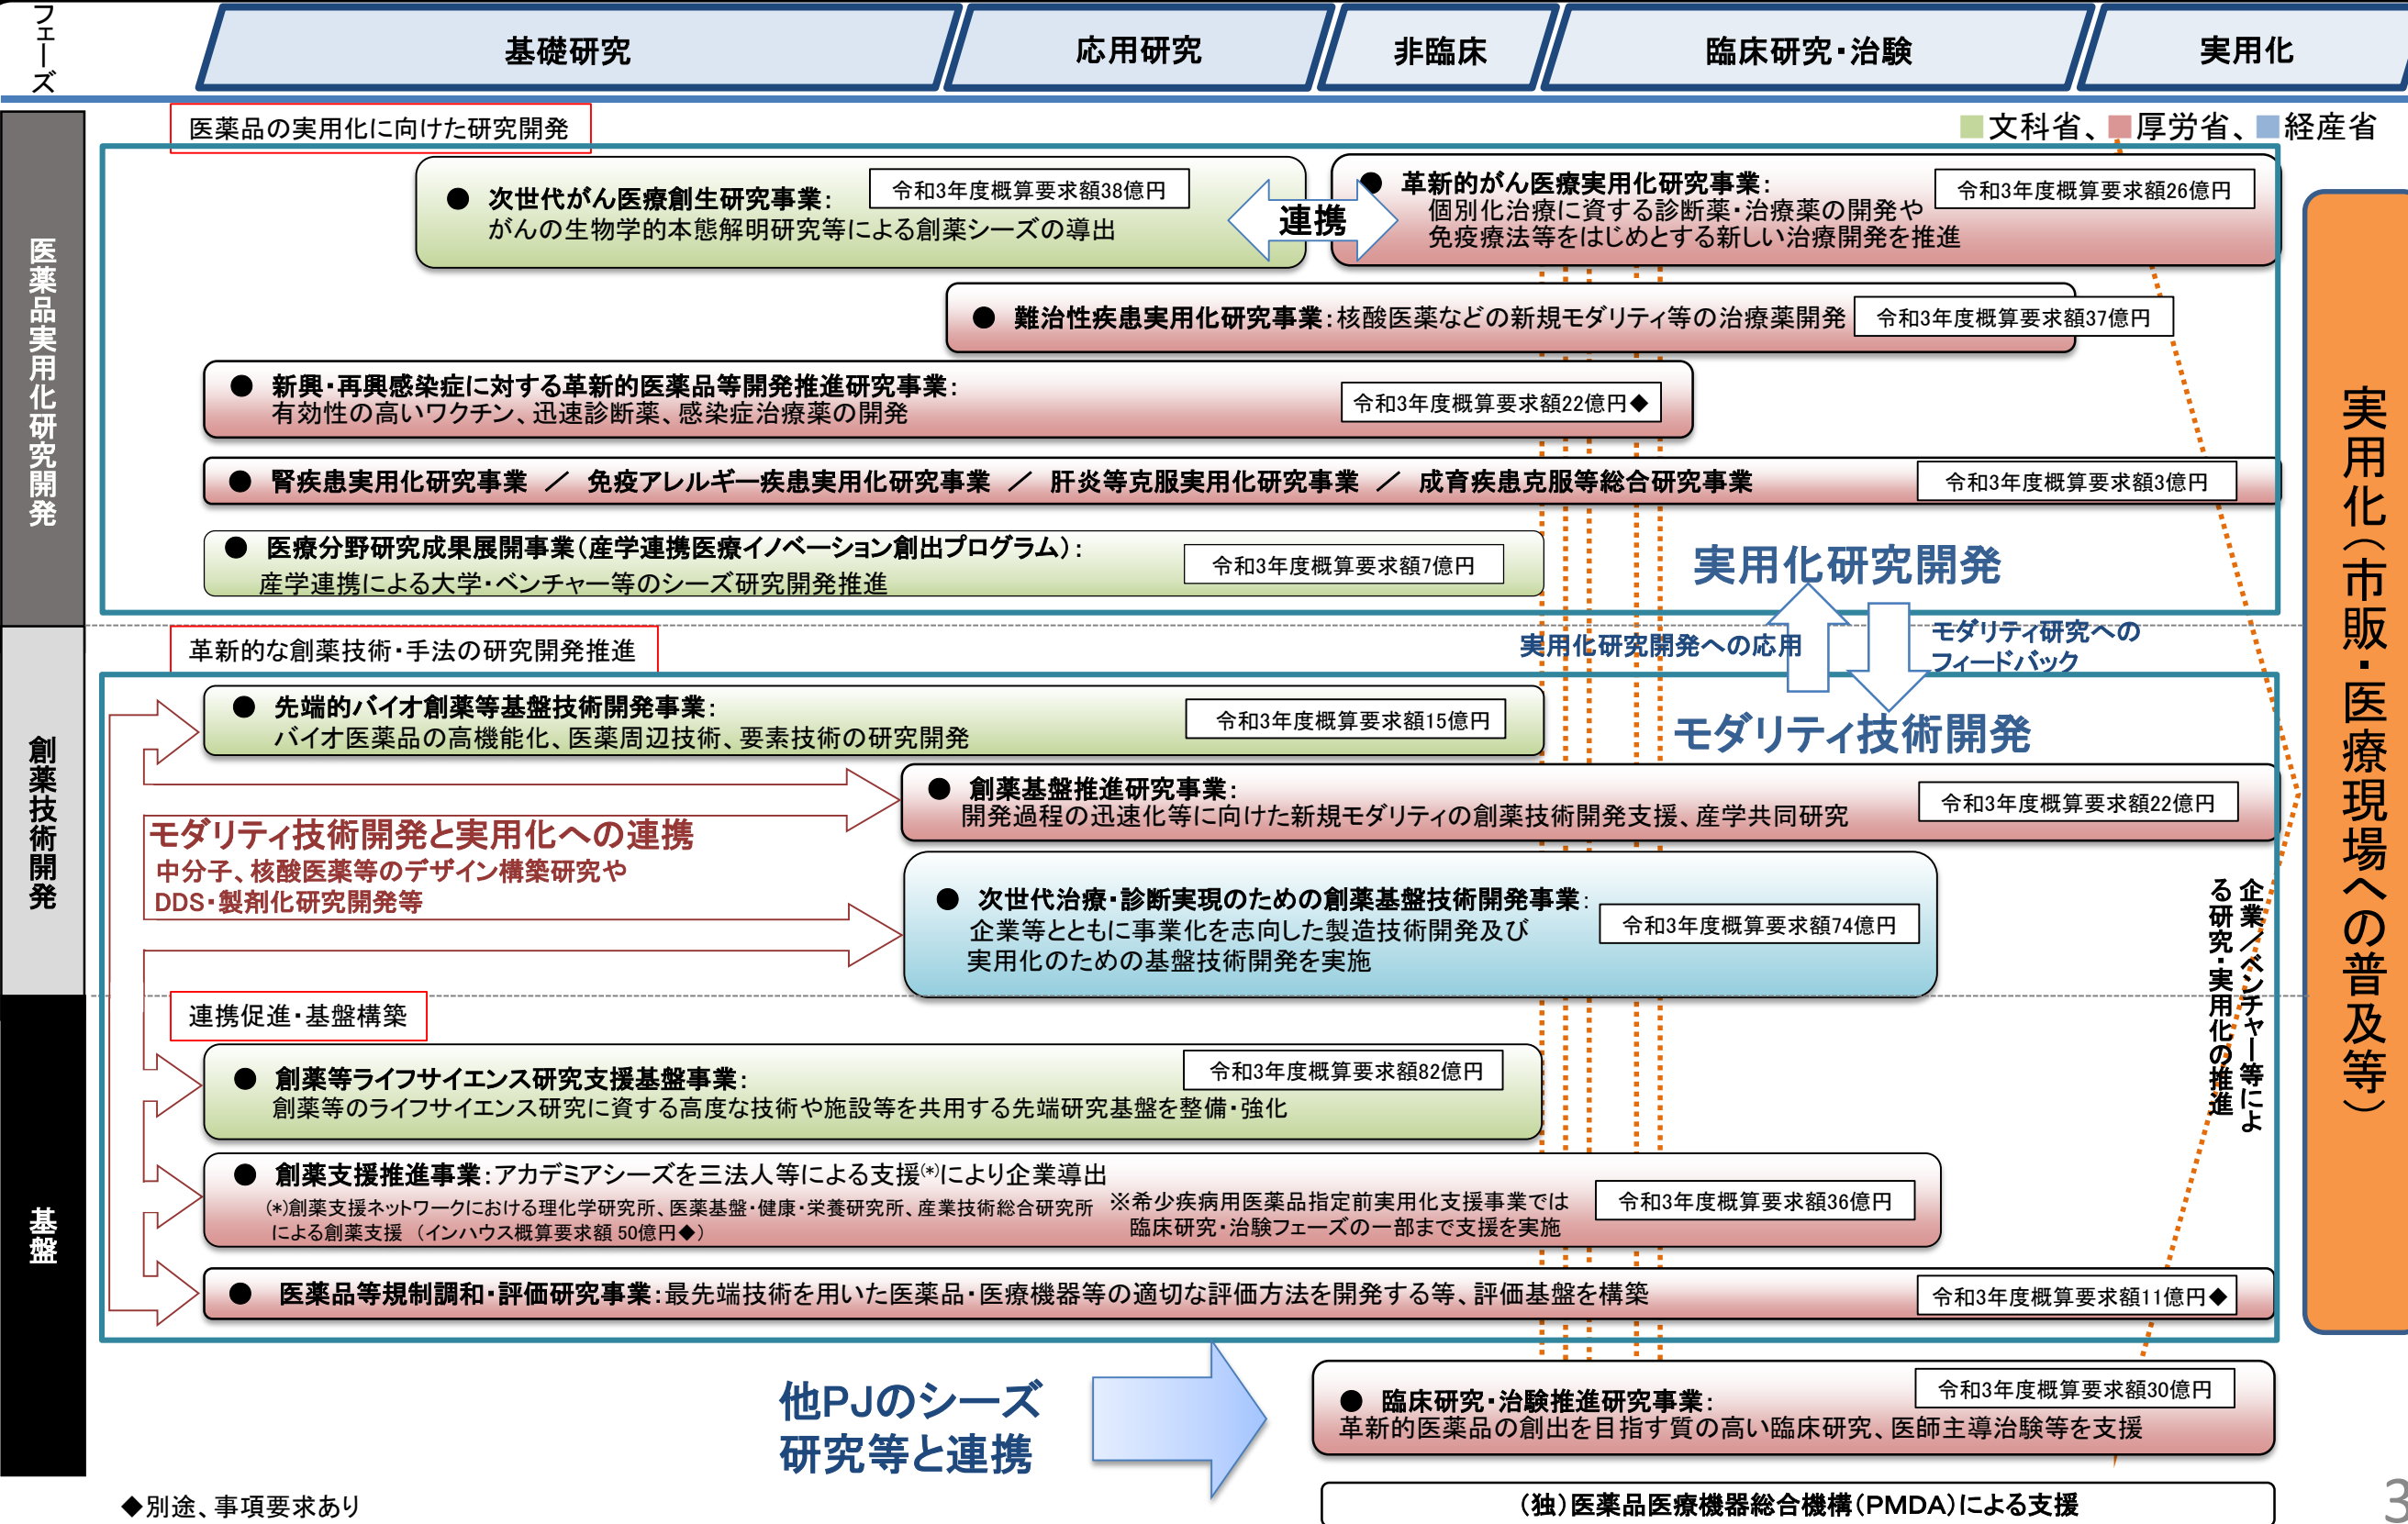 フェーズ
基礎研究
応用研究
非臨床
臨床研究・治験
実用化
医薬品の実用化に向けた研究開発
文科省、厚労省、経産省
医薬品実用化研究開発
● 次世代がん医療創生研究事業：
令和3年度概算要求額38億円
がんの生物学的本態解明研究等による創薬シーズの導出
連携
● 革新的がん医療実用化研究事業：
令和3年度概算要求額26億円
個別化治療に資する診断薬・治療薬の開発や
免疫療法等をはじめとする新しい治療開発を推進
● 難治性疾患実用化研究事業：核酸医薬などの新規モダリティ等の治療薬開発
令和3年度概算要求額37億円
● 新興・再興感染症に対する革新的医薬品等開発推進研究事業：
有効性の高いワクチン、迅速診断薬、感染症治療薬の開発
令和3年度概算要求額22億円◆
● 腎疾患実用化研究事業 ／ 免疫アレルギー疾患実用化研究事業 ／ 肝炎等克服実用化研究事業 ／ 成育疾患克服等総合研究事業
令和3年度概算要求額3億円
● 医療分野研究成果展開事業（産学連携医療イノベーション創出プログラム）：
産学連携による大学・ベンチャー等のシーズ研究開発推進
令和3年度概算要求額7億円
実用化研究開発
実用化研究開発への応用
モダリティ研究への
フィードバック
モダリティ技術開発
創薬技術開発
革新的な創薬技術・手法の研究開発推進
● 先端的バイオ創薬等基盤技術開発事業：
バイオ医薬品の高機能化、医薬周辺技術、要素技術の研究開発
令和3年度概算要求額15億円
● 創薬基盤推進研究事業：
開発過程の迅速化等に向けた新規モダリティの創薬技術開発支援、産学共同研究
令和3年度概算要求額22億円
モダリティ技術開発と実用化への連携
中分子、核酸医薬等のデザイン構築研究や
DDS・製剤化研究開発等
● 次世代治療・診断実現のための創薬基盤技術開発事業：
企業等とともに事業化を志向した製造技術開発及び
実用化のための基盤技術開発を実施
令和3年度概算要求額74億円
企業／ベンチャー等によ
る研究・実用化の推進
実用化（市販・医療現場への普及等）
基盤
連携促進・基盤構築
● 創薬等ライフサイエンス研究支援基盤事業：
令和3年度概算要求額82億円
創薬等のライフサイエンス研究に資する高度な技術や施設等を共用する先端研究基盤を整備・強化
● 創薬支援推進事業：アカデミアシーズを三法人等による支援(*)により企業導出
(*)創薬支援ネットワークにおける理化学研究所、医薬基盤・健康・栄養研究所、産業技術総合研究所
による創薬支援 （インハウス概算要求額 50億円◆）
※希少疾病用医薬品指定前実用化支援事業では
臨床研究・治験フェーズの一部まで支援を実施
令和3年度概算要求額36億円
● 医薬品等規制調和・評価研究事業：最先端技術を用いた医薬品・医療機器等の適切な評価方法を開発する等、評価基盤を構築
令和3年度概算要求額11億円◆
他PJのシーズ
研究等と連携
● 臨床研究・治験推進研究事業：
令和3年度概算要求額30億円
革新的医薬品の創出を目指す質の高い臨床研究、医師主導治験等を支援
（独）医薬品医療機器総合機構（PMDA）による支援
◆別途、事項要求あり
3